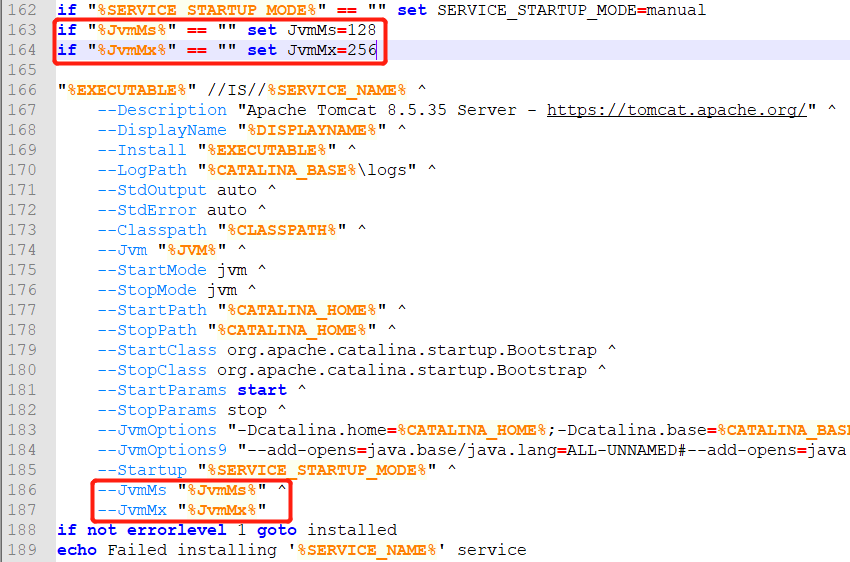 162 if "%SERVICE_STARTUP_MODE%" == "" set SERVICE_STARTUP_MODE=manual
163 if "%JvmMs%" == "" set JvmMs=128
164 if "%JvmMx%" == "" set JvmMx=256
165
166 "%EXECUTABLE%" //IS//%SERVICE_NAME% ^
167     --Description "Apache Tomcat 8.5.35 Server - https://tomcat.apache.org/" ^
168     --DisplayName "%DISPLAYNAME%" ^
169     --Install "%EXECUTABLE%" ^
170     --LogPath "%CATALINA_BASE%\logs" ^
171     --StdOutput auto ^
172     --StdError auto ^
173     --Classpath "%CLASSPATH%" ^
174     --Jvm "%JVM%" ^
175     --StartMode jvm ^
176     --StopMode jvm ^
177     --StartPath "%CATALINA_HOME%" ^
178     --StopPath "%CATALINA_HOME%" ^
179     --StartClass org.apache.catalina.startup.Bootstrap ^
180     --StopClass org.apache.catalina.startup.Bootstrap ^
181     --StartParams start ^
182     --StopParams stop ^
183     --JvmOptions "-Dcatalina.home=%CATALINA_HOME%;-Dcatalina.base=%CATALINA_BAS
184     --JvmOptions9 "--add-opens=java.base/java.lang=ALL-UNNAMED#--add-opens=java
185     --Startup "%SERVICE_STARTUP_MODE%" ^
186     --JvmMs "%JvmMs%" ^
187     --JvmMx "%JvmMx%"
188 if not errorlevel 1 goto installed
189 echo Failed installing '%SERVICE_NAME%' service